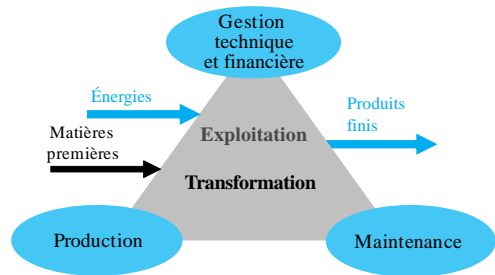 Gestion
technique
et financière
Énergies
Produits
finis
Matières
premières
Exploitation
Transformation
Production
Maintenance